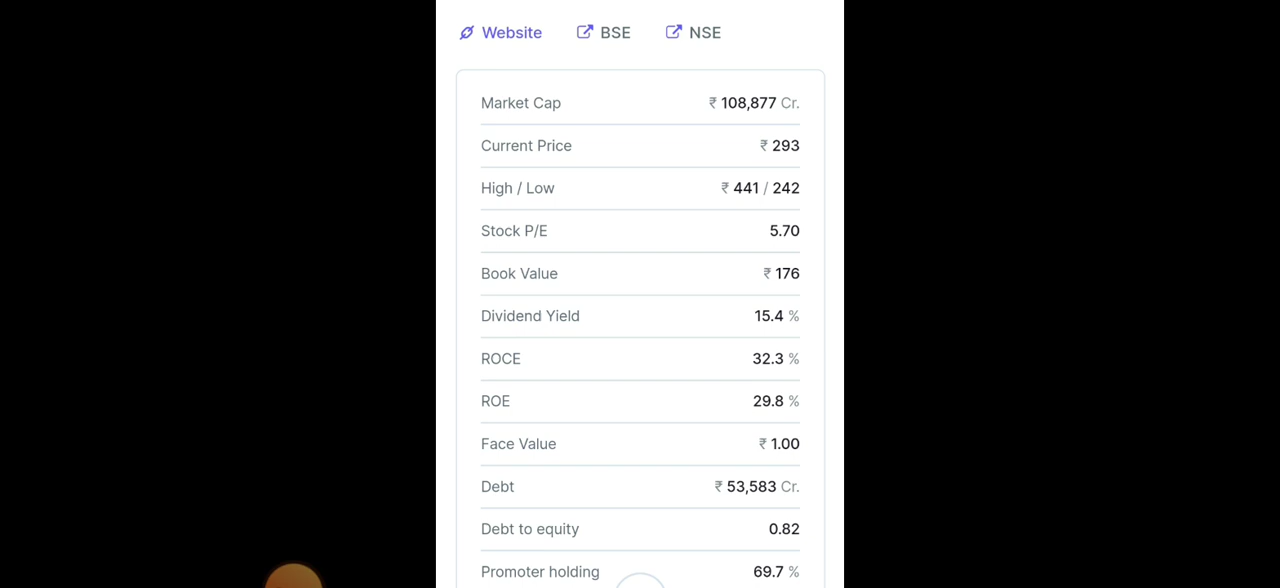 Website BSE NSE
Market Cap ₹ 108,877 Cr.
Current Price ₹ 293
High / Low ₹ 441 / 242
Stock P/E 5.70
Book Value ₹ 176
Dividend Yield 15.4 %
ROCE 32.3 %
ROE 29.8 %
Face Value ₹ 1.00
Debt ₹ 53,583 Cr.
Debt to equity 0.82
Promoter holding 69.7 %